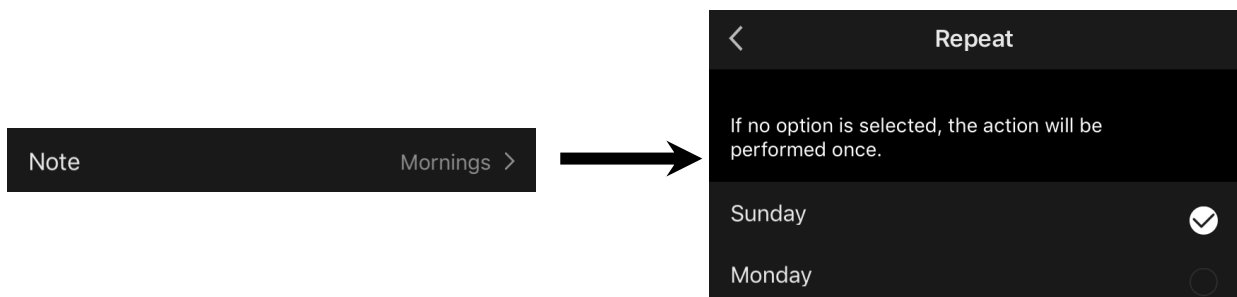 Note Mornings
Repeat
If no option is selected, the action will be
performed once.
Sunday
Monday